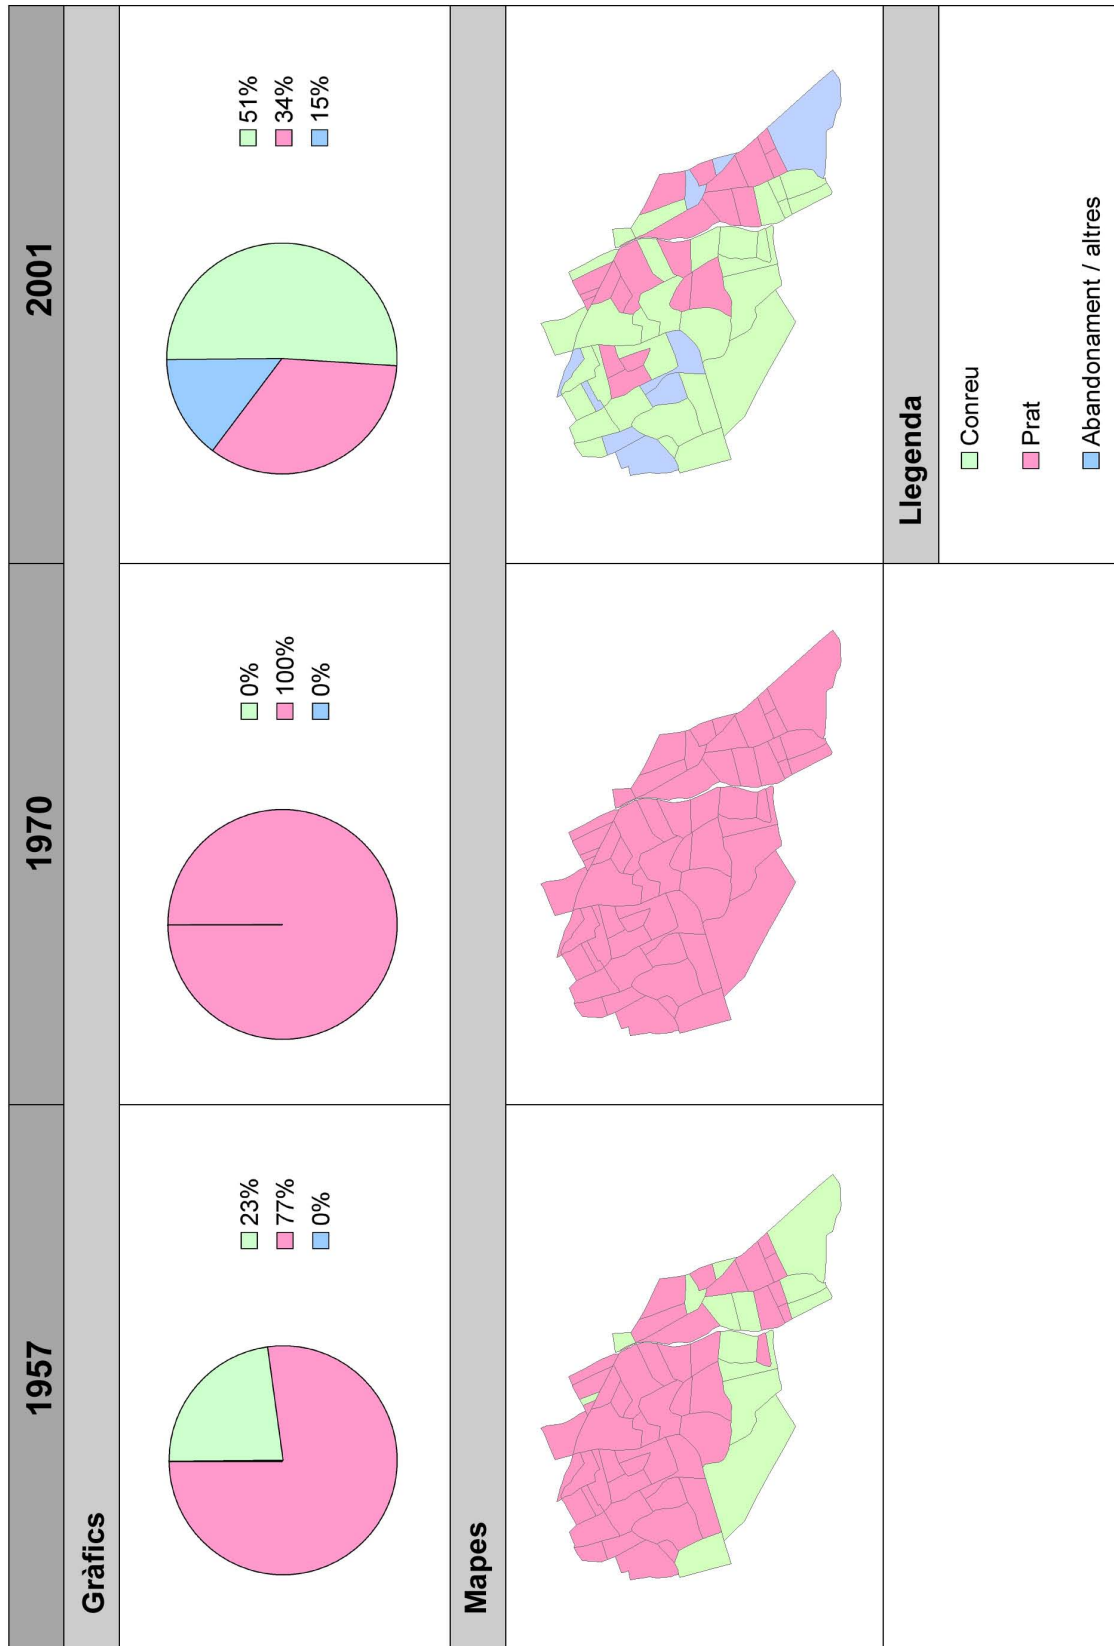 1957
1970
2001
Gràfics
23%
77%
0%
0%
100%
0%
51%
34%
15%
Mapes
Llegenda
Conreu
Prat
Abandonament / altres